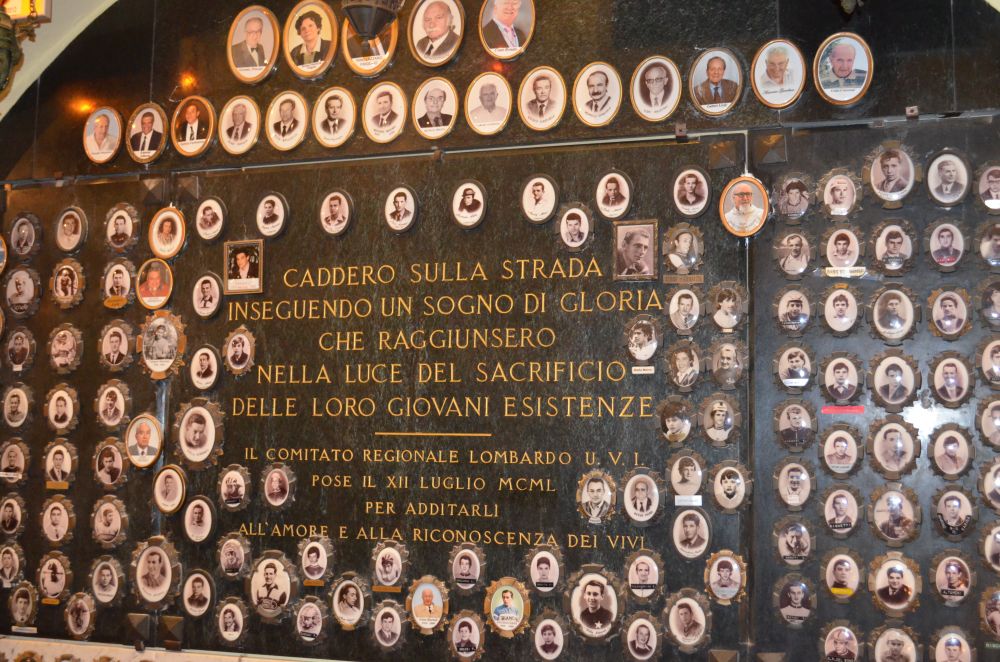 CADDERO SULLA STRADA
INSEGUENDO UN SOGNO DI GLORIA
CHE RAGGIUNSERO
NELLA LUCE DEL SACRIFICIO
DELLE LORO GIOVANI ESISTENZE
IL COMITATO REGIONALE LOMBARDO U.V.I.
POSE IL XII LUGLIO MCML
PER ADDITARLI
ALL'AMORE E ALLA RICONOSCENZA DEI VIVI